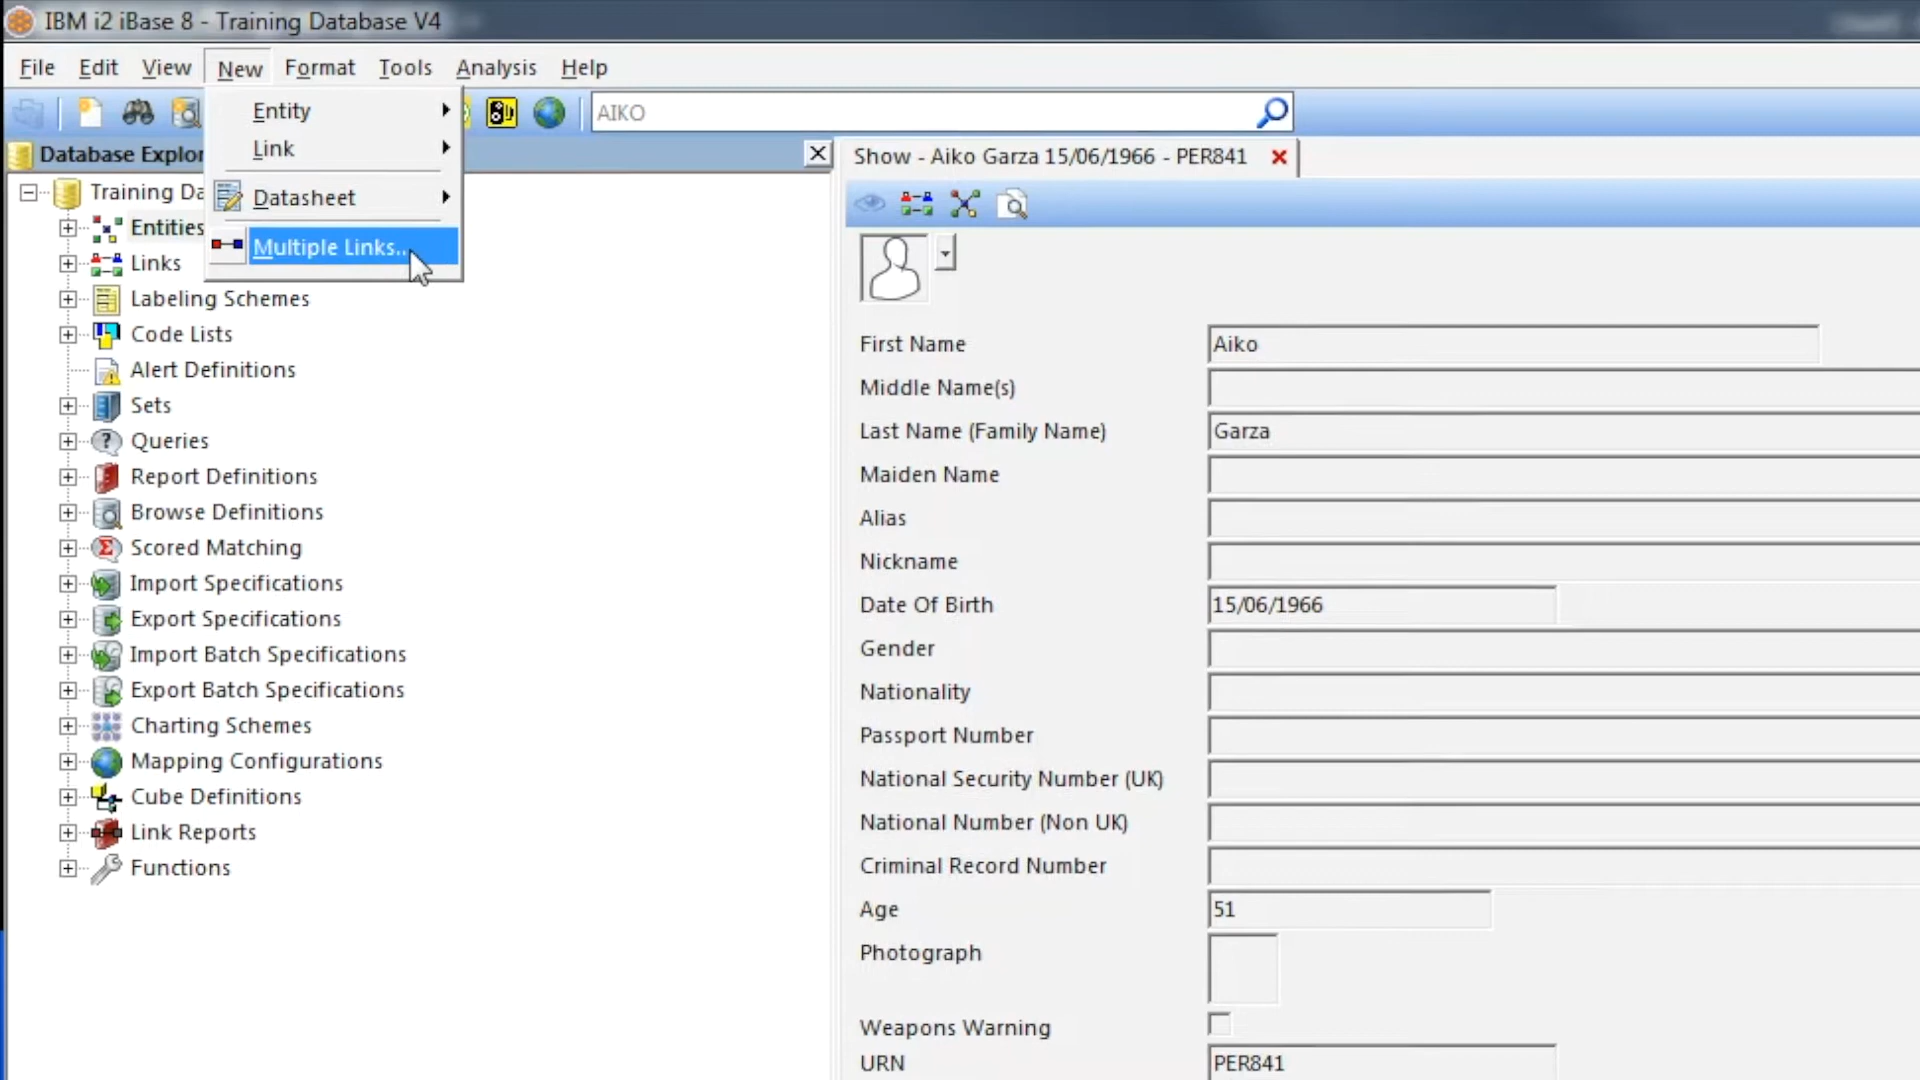 IBM i2 iBase 8 - Training Database V4
File Edit View New Format Tools Analysis Help
AIKO
Entity
Link
Datasheet
Multiple Links...
Database Explor
Training Da
Entities
Links
Labeling Schemes
Code Lists
Alert Definitions
Sets
Queries
Report Definitions
Browse Definitions
Scored Matching
Import Specifications
Export Specifications
Import Batch Specifications
Export Batch Specifications
Charting Schemes
Mapping Configurations
Cube Definitions
Link Reports
Functions
Show - Aiko Garza 15/06/1966 - PER841
First Name Aiko
Middle Name(s)
Last Name (Family Name) Garza
Maiden Name
Alias
Nickname
Date Of Birth 15/06/1966
Gender
Nationality
Passport Number
National Security Number (UK)
National Number (Non UK)
Criminal Record Number
Age 51
Photograph
Weapons Warning
URN PER841